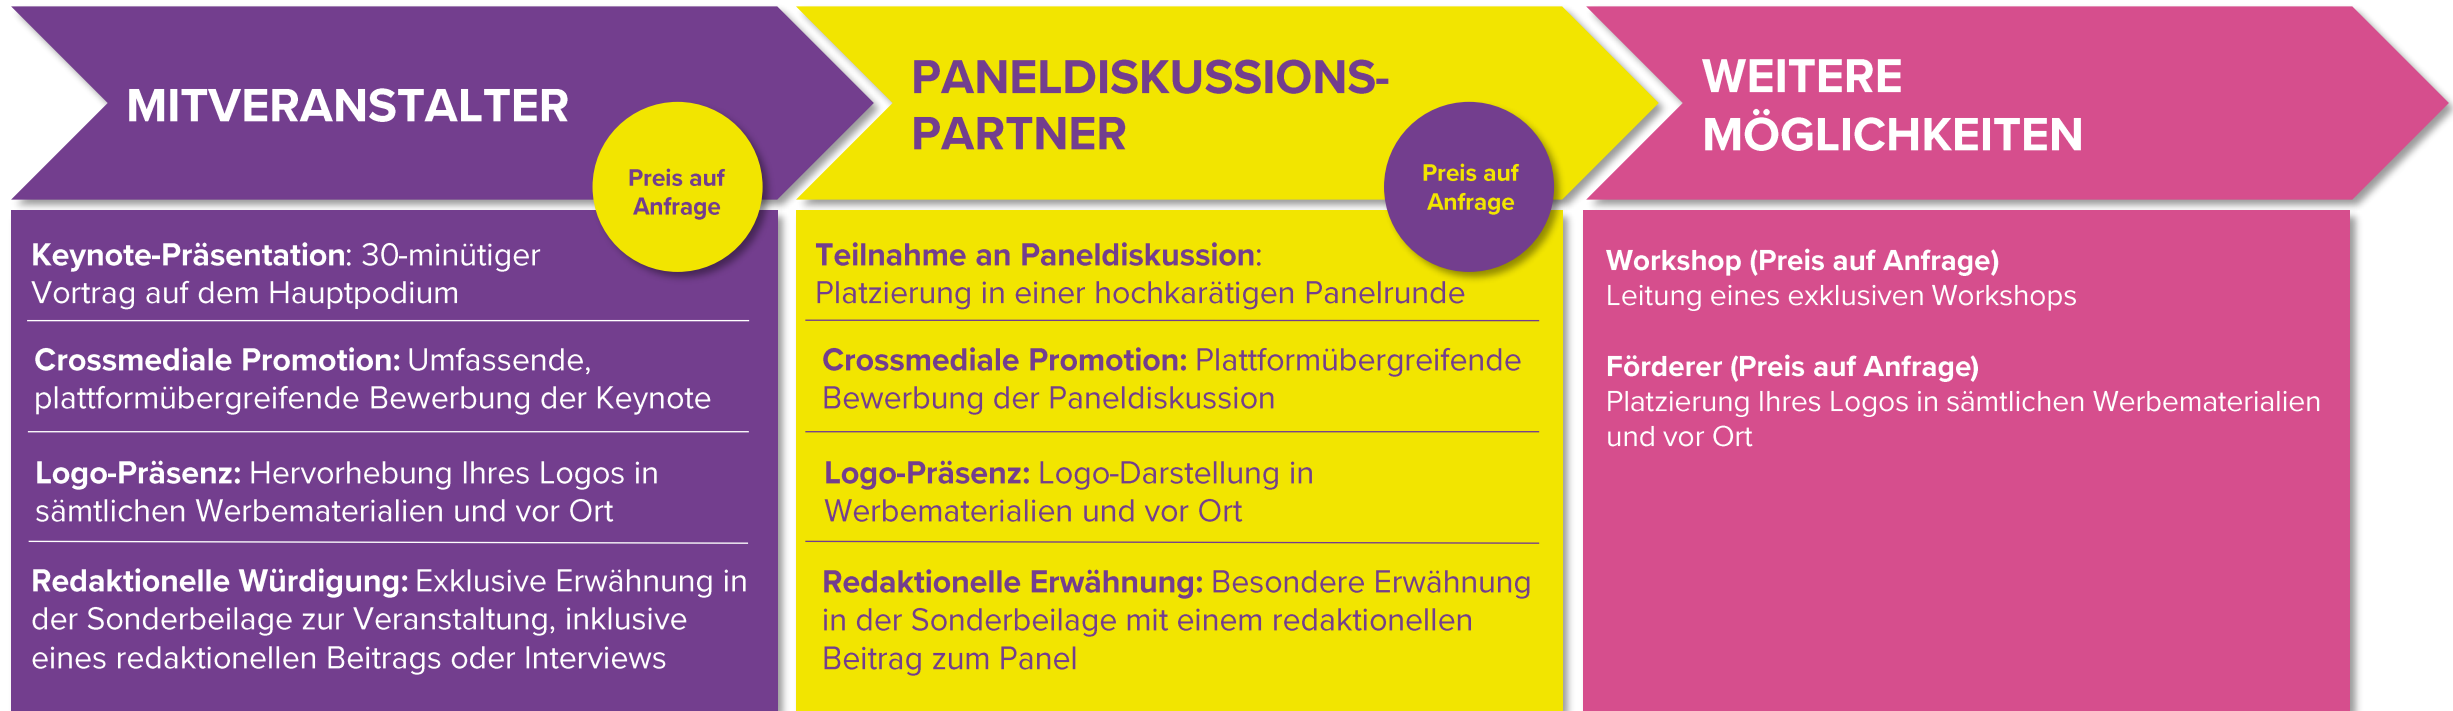 MITVERANSTALTER
Preis auf
Anfrage
Keynote-Präsentation: 30-minütiger
Vortrag auf dem Hauptpodium
Crossmediale Promotion: Umfassende,
plattformübergreifende Bewerbung der Keynote
Logo-Präsenz: Hervorhebung Ihres Logos in
sämtlichen Werbematerialien und vor Ort
Redaktionelle Würdigung: Exklusive Erwähnung in
der Sonderbeilage zur Veranstaltung, inklusive
eines redaktionellen Beitrags oder Interviews
PANELDISKUSSIONS-
PARTNER
Preis auf
Anfrage
Teilnahme an Paneldiskussion:
Platzierung in einer hochkarätigen Panelrunde
Crossmediale Promotion: Plattformübergreifende
Bewerbung der Paneldiskussion
Logo-Präsenz: Logo-Darstellung in
Werbematerialien und vor Ort
Redaktionelle Erwähnung: Besondere Erwähnung
in der Sonderbeilage mit einem redaktionellen
Beitrag zum Panel
WEITERE
MÖGLICHKEITEN
Workshop (Preis auf Anfrage)
Leitung eines exklusiven Workshops
Förderer (Preis auf Anfrage)
Platzierung Ihres Logos in sämtlichen Werbematerialien
und vor Ort